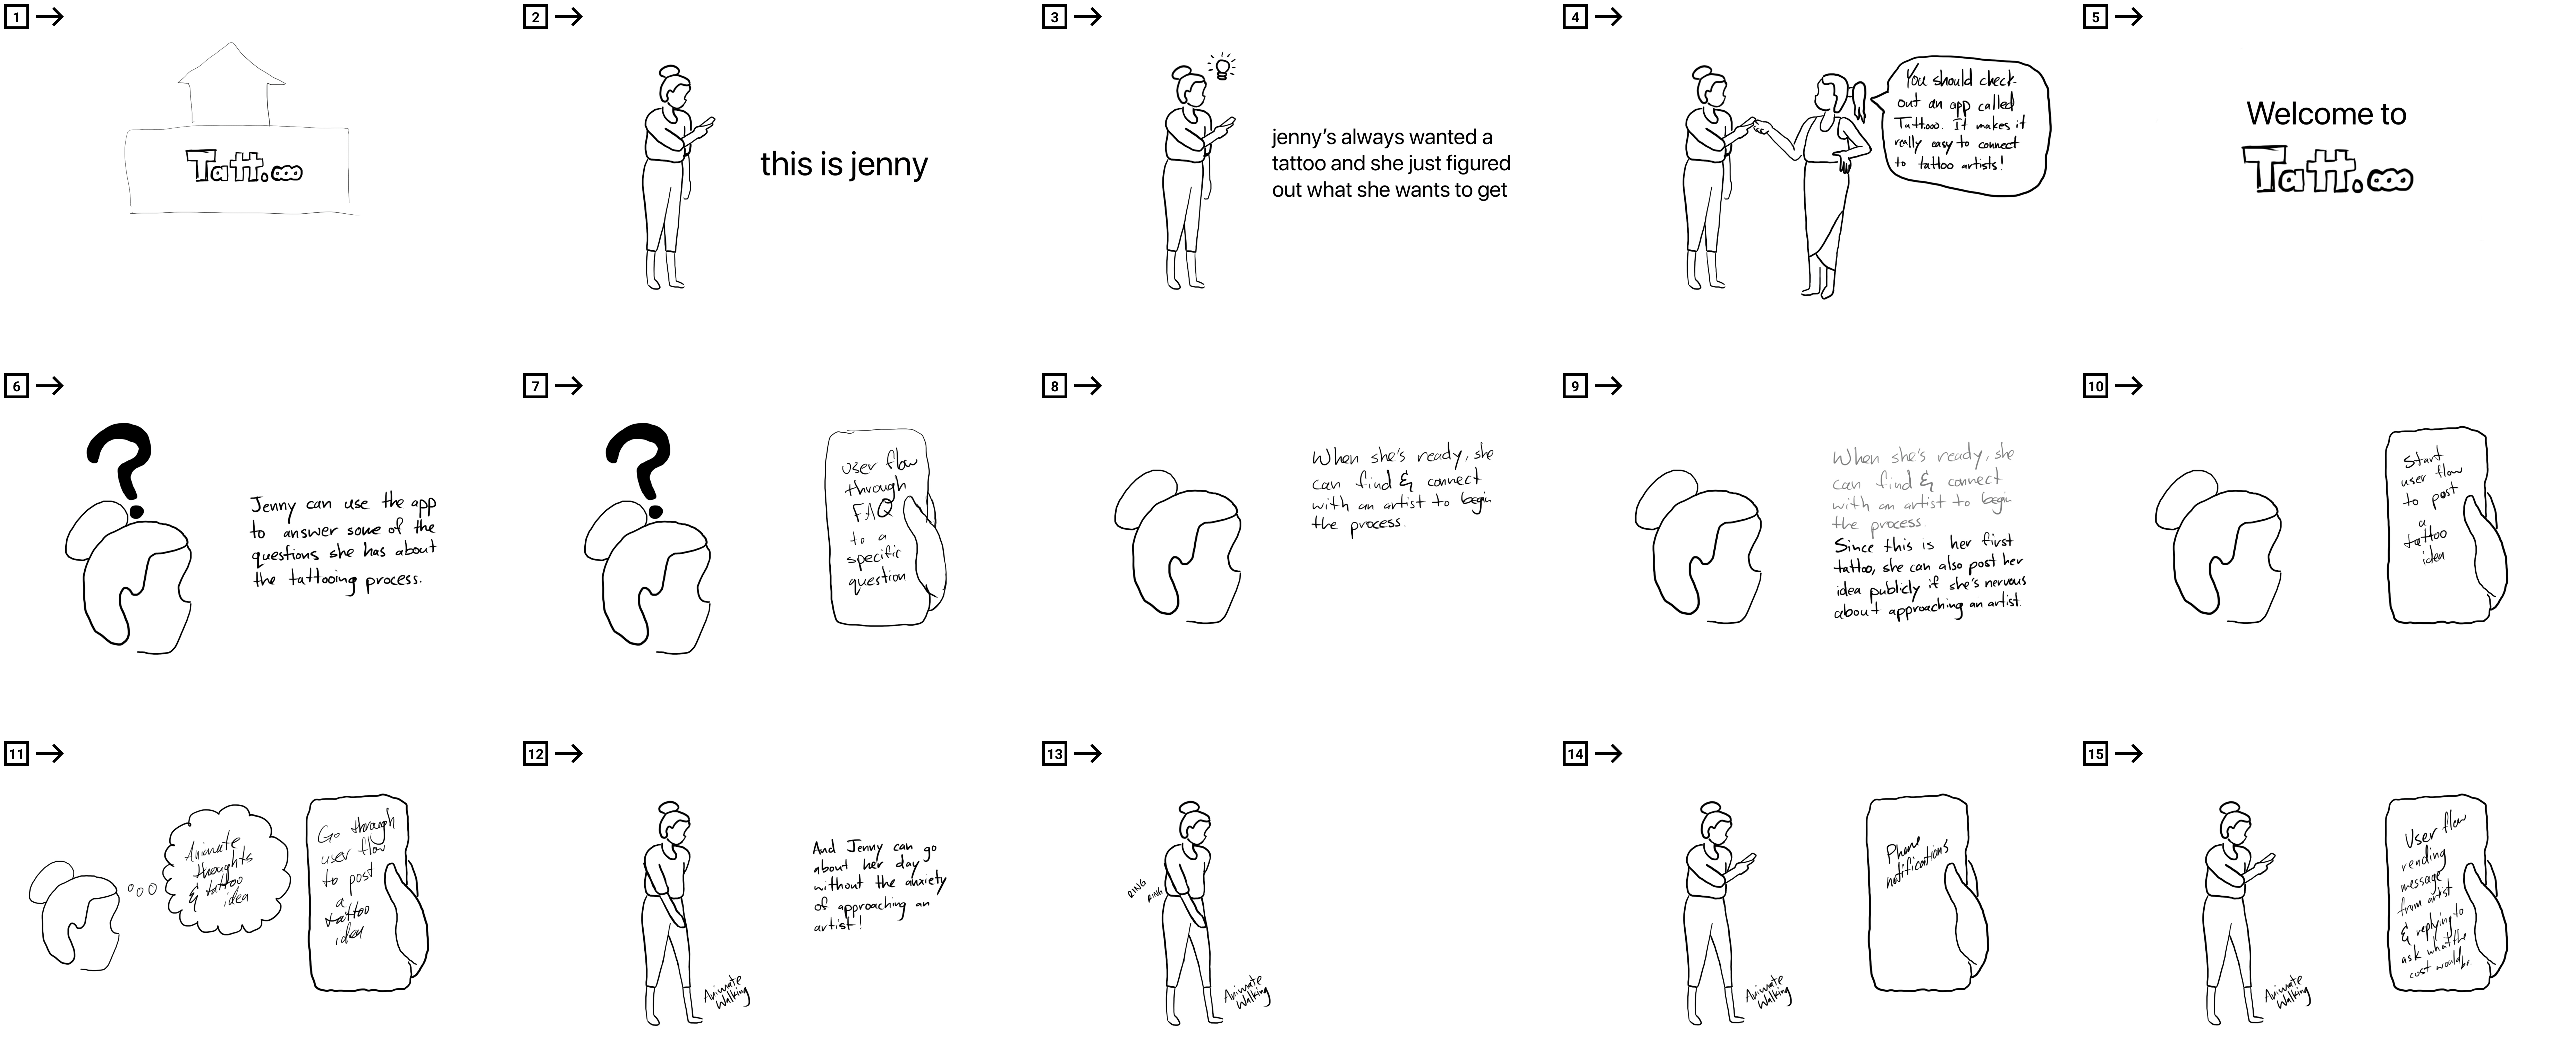 1
Tatt.ooo
2
this is jenny
3
jenny's always wanted a
tattoo and she just figured
out what she wants to get
4
You should check
out an app called
Tatt.ooo. It makes it
really easy to connect
to tattoo artists!
5
Welcome to
Tatt.ooo
6
Jenny can use the app
to answer some of the
questions she has about
the tattooing process.
7
user flow
through
FAQ
to a
specific
question
8
When she's ready, she
can find & connect
with an artist to begin
the process.
9
When she's ready, she
can find & connect
with an artist to begin
the process.
Since this is her first
tattoo, she can also post her
idea publicly if she's nervous
about approaching an artist.
10
Start
user flow
to post
a
tattoo
idea
11
Animate
thoughts
& tattoo
idea
Go through
user flow
to post
a
tattoo
idea
12
And Jenny can go
about her day
without the anxiety
of approaching an
artist!
Animate
Walking
13
RING
RING
Animate
Walking
14
Phone
notifications
Animate
Walking
15
User flow
reading
message
from artist
& replying to
ask what the
cost would
be.
Animate
Walking